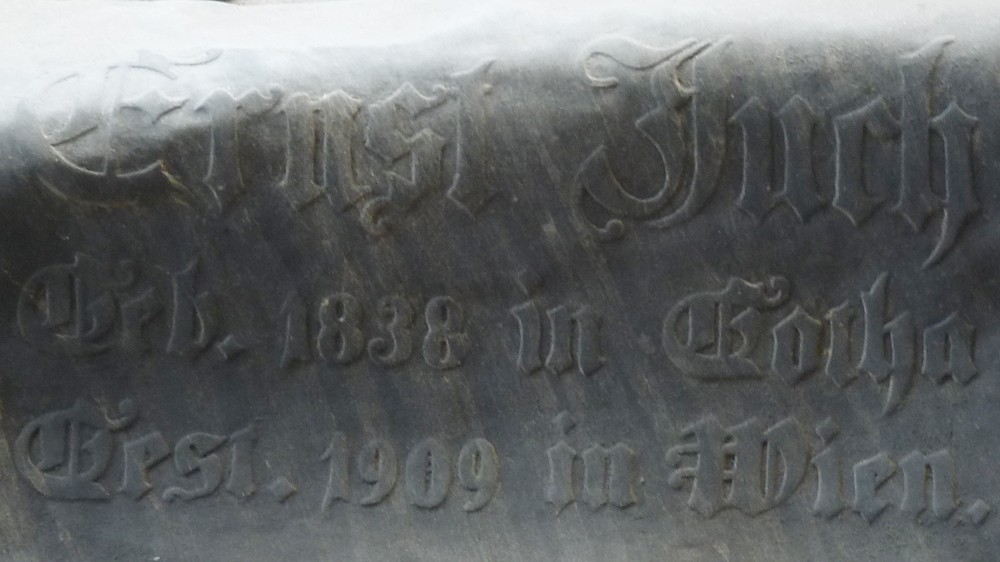 Ernst Juch
Geb. 1838 in Gotha
Gest. 1909 in Wien.